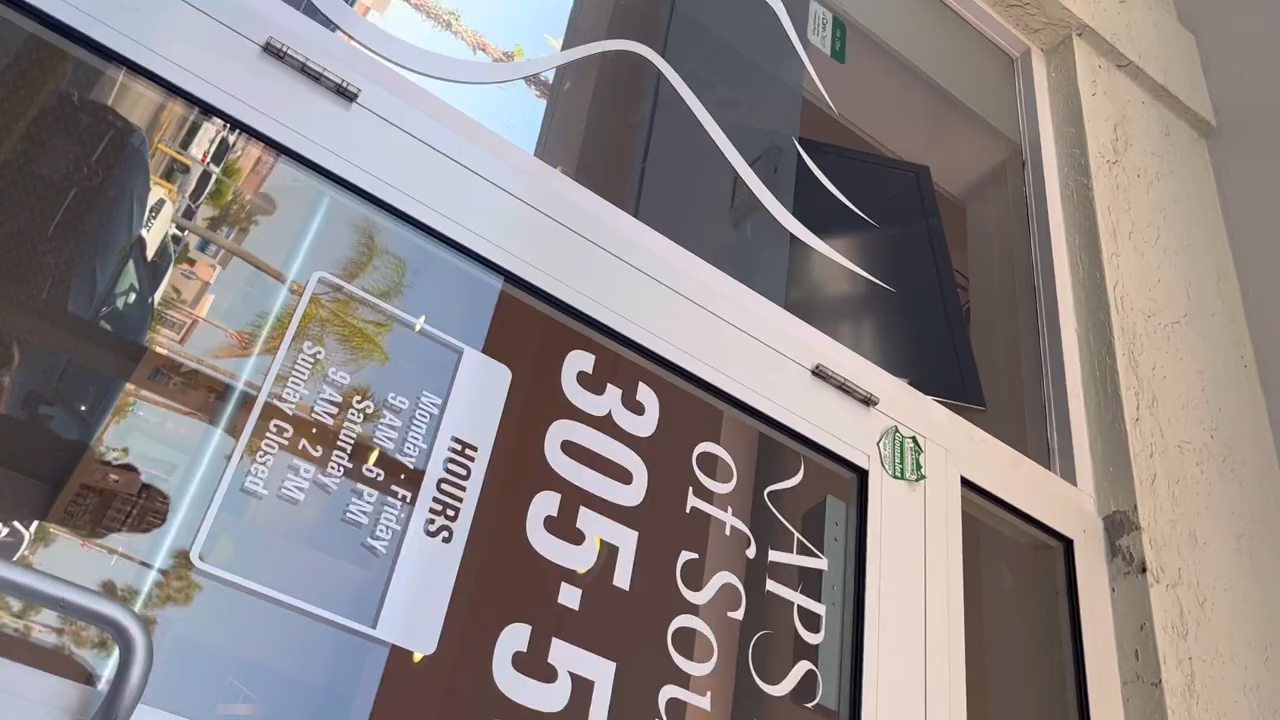 APS
of Sou
305-5
HOURS
Monday - Friday
9 AM - 6 PM
Saturday
9 AM - 2 PM
Sunday Closed
Gonzalez